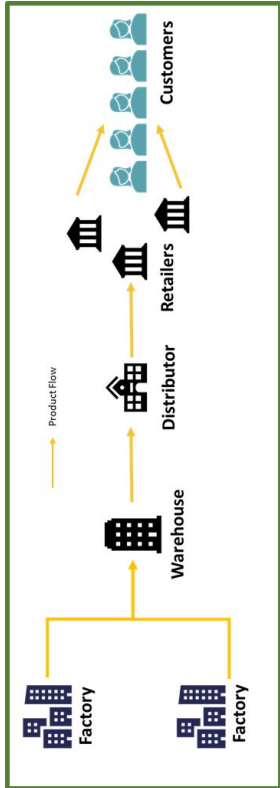 Product Flow
Factory
Factory
Warehouse
Distributor
Retailers
Customers